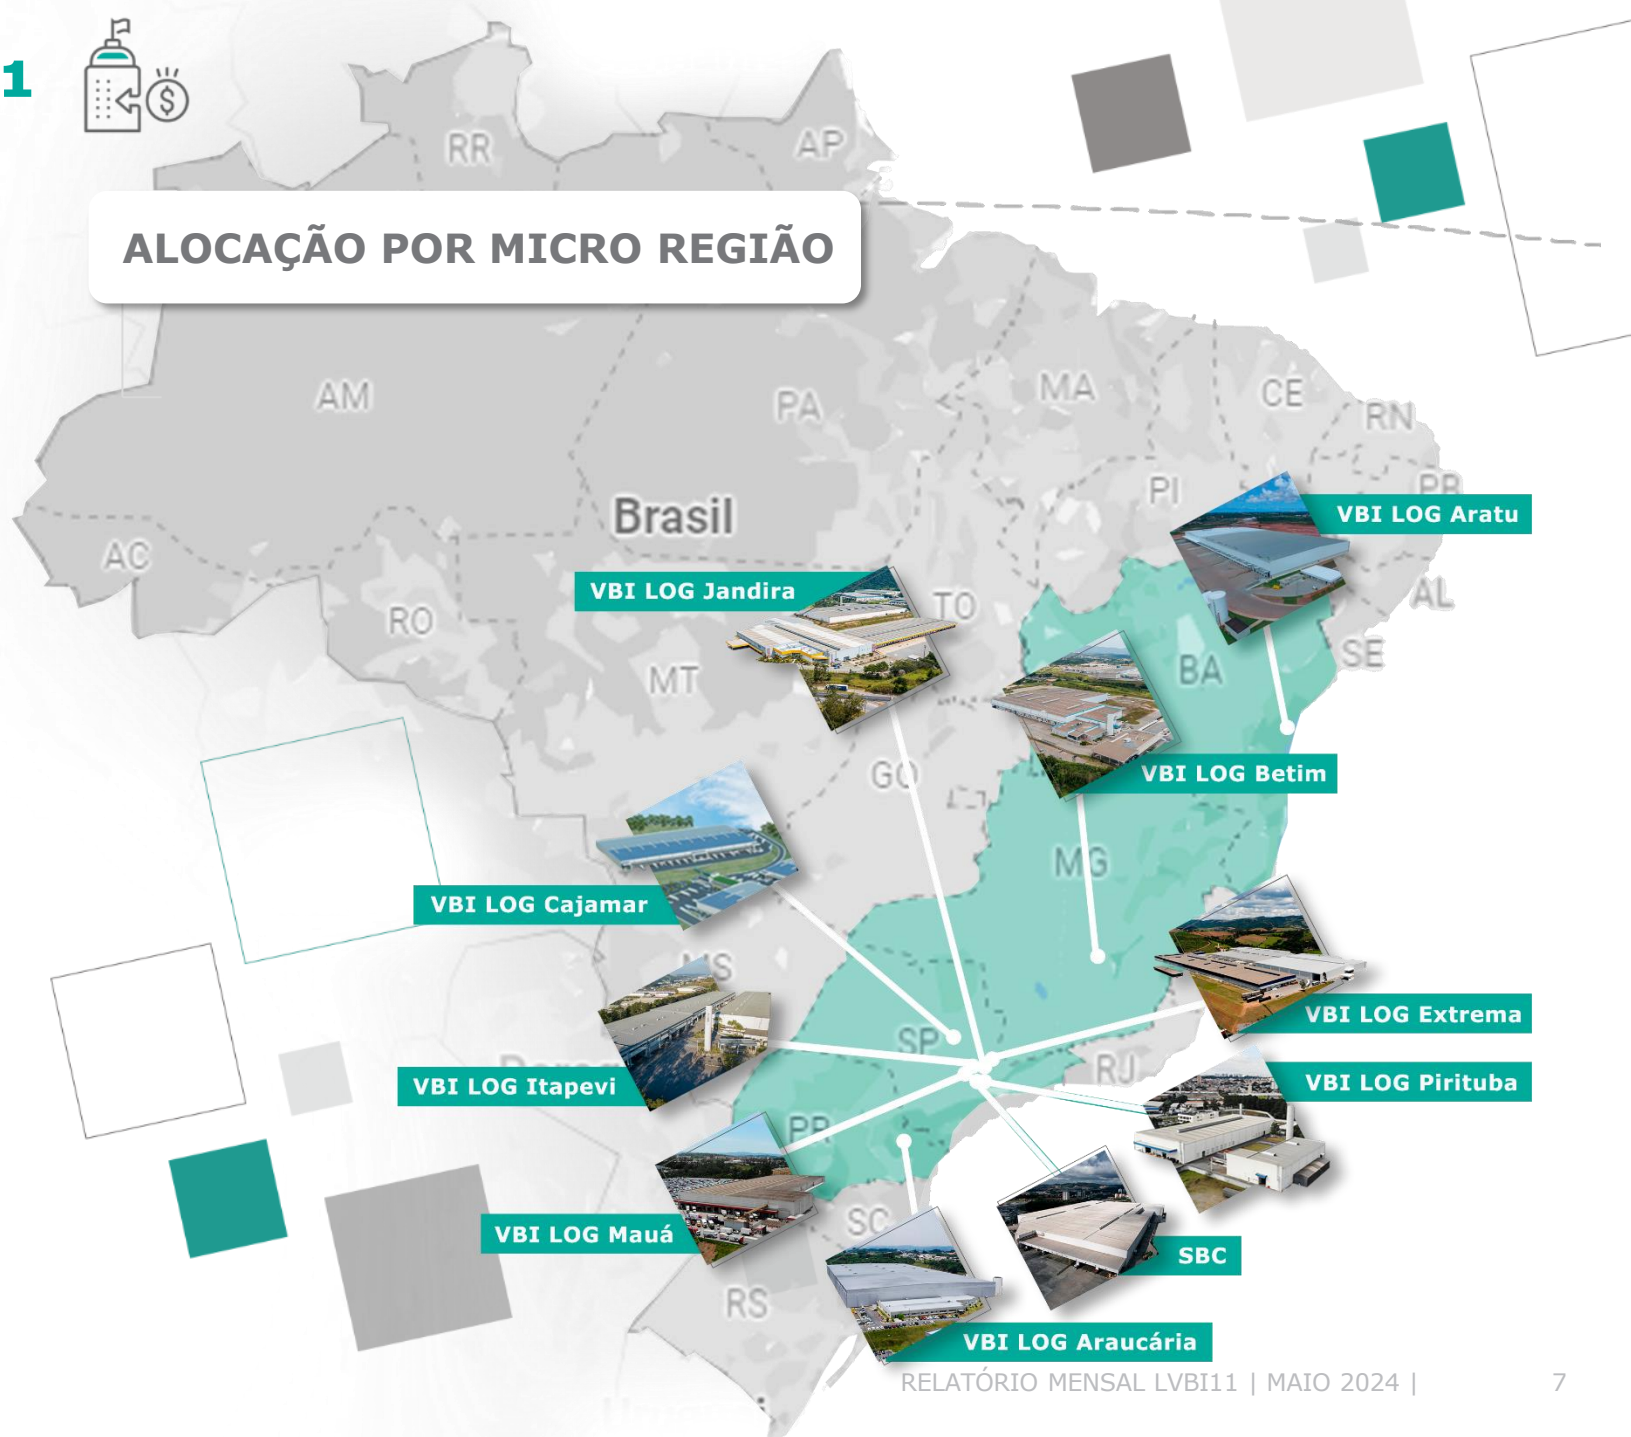 1
$
RR
AP
ALOCAÇÃO POR MICRO REGIÃO
AM
PA
MA
CE
RN
PI
PB
Brasil
VBI LOG Aratu
AC
VBI LOG Jandira
TO
AL
RO
SE
MT
BA
GO
VBI LOG Betim
MG
VBI LOG Cajamar
MS
VBI LOG Extrema
SP
RJ
VBI LOG Itapevi
VBI LOG Pirituba
PR
SC
VBI LOG Mauá
SBC
RS
VBI LOG Araucária
RELATÓRIO MENSAL LVBI11 | MAIO 2024 | 7